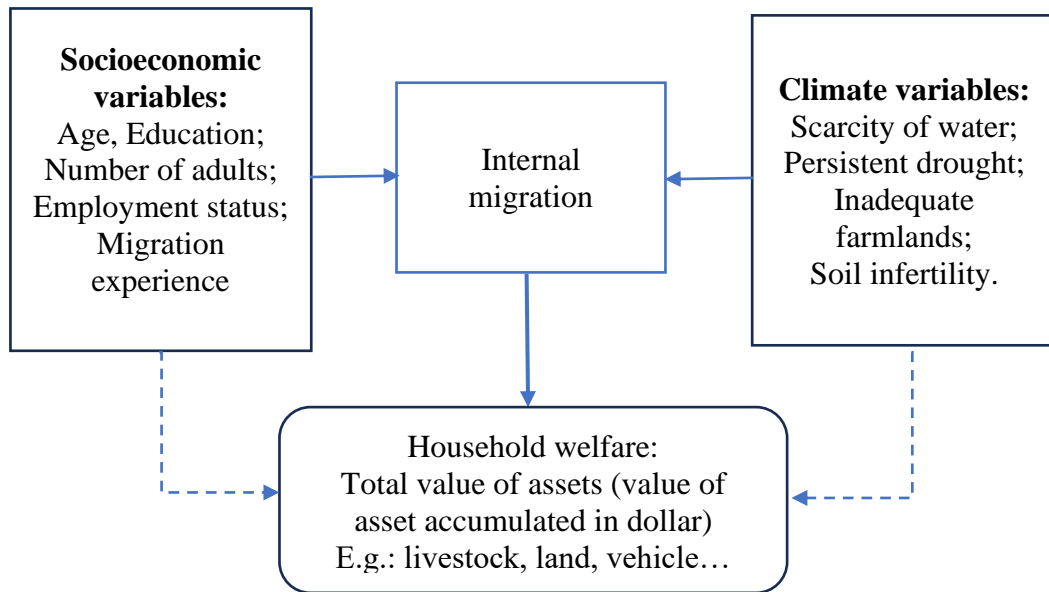 Socioeconomic
variables:
Age, Education;
Number of adults;
Employment status;
Migration
experience
Internal
migration
Climate variables:
Scarcity of water;
Persistent drought;
Inadequate
farmlands;
Soil infertility.
Household welfare:
Total value of assets (value of
asset accumulated in dollar)
E.g.: livestock, land, vehicle…